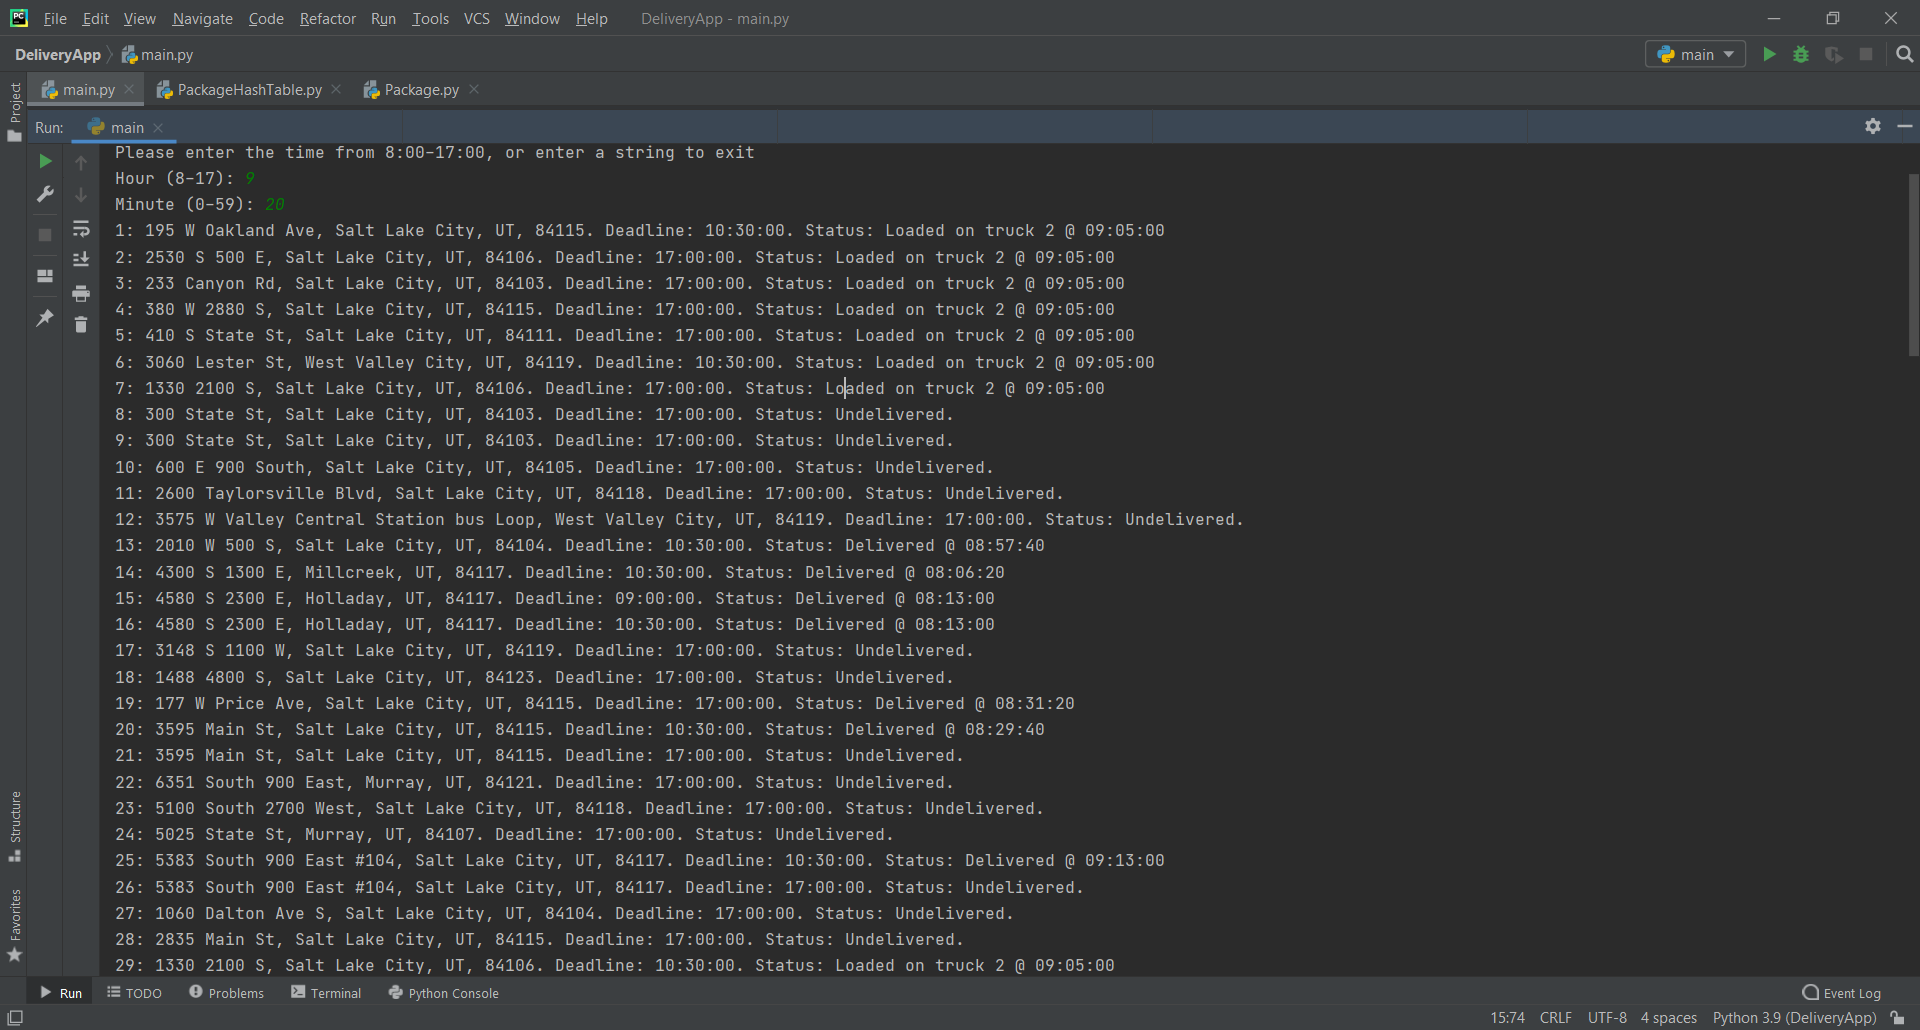 File Edit View Navigate Code Refactor Run Tools VCS Window Help DeliveryApp - main.py
DeliveryApp main.py main
main.py PackageHashTable.py Package.py
Project
Run: main
Please enter the time from 8:00-17:00, or enter a string to exit
Hour (8-17): 9
Minute (0-59): 20
1: 195 W Oakland Ave, Salt Lake City, UT, 84115. Deadline: 10:30:00. Status: Loaded on truck 2 @ 09:05:00
2: 2530 S 500 E, Salt Lake City, UT, 84106. Deadline: 17:00:00. Status: Loaded on truck 2 @ 09:05:00
3: 233 Canyon Rd, Salt Lake City, UT, 84103. Deadline: 17:00:00. Status: Loaded on truck 2 @ 09:05:00
4: 380 W 2880 S, Salt Lake City, UT, 84115. Deadline: 17:00:00. Status: Loaded on truck 2 @ 09:05:00
5: 410 S State St, Salt Lake City, UT, 84111. Deadline: 17:00:00. Status: Loaded on truck 2 @ 09:05:00
6: 3060 Lester St, West Valley City, UT, 84119. Deadline: 10:30:00. Status: Loaded on truck 2 @ 09:05:00
7: 1330 2100 S, Salt Lake City, UT, 84106. Deadline: 17:00:00. Status: Loaded on truck 2 @ 09:05:00
8: 300 State St, Salt Lake City, UT, 84103. Deadline: 17:00:00. Status: Undelivered.
9: 300 State St, Salt Lake City, UT, 84103. Deadline: 17:00:00. Status: Undelivered.
10: 600 E 900 South, Salt Lake City, UT, 84105. Deadline: 17:00:00. Status: Undelivered.
11: 2600 Taylorsville Blvd, Salt Lake City, UT, 84118. Deadline: 17:00:00. Status: Undelivered.
12: 3575 W Valley Central Station bus Loop, West Valley City, UT, 84119. Deadline: 17:00:00. Status: Undelivered.
13: 2010 W 500 S, Salt Lake City, UT, 84104. Deadline: 10:30:00. Status: Delivered @ 08:57:40
14: 4300 S 1300 E, Millcreek, UT, 84117. Deadline: 10:30:00. Status: Delivered @ 08:06:20
15: 4580 S 2300 E, Holladay, UT, 84117. Deadline: 09:00:00. Status: Delivered @ 08:13:00
16: 4580 S 2300 E, Holladay, UT, 84117. Deadline: 10:30:00. Status: Delivered @ 08:13:00
17: 3148 S 1100 W, Salt Lake City, UT, 84119. Deadline: 17:00:00. Status: Undelivered.
18: 1488 4800 S, Salt Lake City, UT, 84123. Deadline: 17:00:00. Status: Undelivered.
19: 177 W Price Ave, Salt Lake City, UT, 84115. Deadline: 17:00:00. Status: Delivered @ 08:31:20
20: 3595 Main St, Salt Lake City, UT, 84115. Deadline: 10:30:00. Status: Delivered @ 08:29:40
21: 3595 Main St, Salt Lake City, UT, 84115. Deadline: 17:00:00. Status: Undelivered.
22: 6351 South 900 East, Murray, UT, 84121. Deadline: 17:00:00. Status: Undelivered.
23: 5100 South 2700 West, Salt Lake City, UT, 84118. Deadline: 17:00:00. Status: Undelivered.
24: 5025 State St, Murray, UT, 84107. Deadline: 17:00:00. Status: Undelivered.
25: 5383 South 900 East #104, Salt Lake City, UT, 84117. Deadline: 10:30:00. Status: Delivered @ 09:13:00
26: 5383 South 900 East #104, Salt Lake City, UT, 84117. Deadline: 17:00:00. Status: Undelivered.
27: 1060 Dalton Ave S, Salt Lake City, UT, 84104. Deadline: 17:00:00. Status: Undelivered.
28: 2835 Main St, Salt Lake City, UT, 84115. Deadline: 17:00:00. Status: Undelivered.
29: 1330 2100 S, Salt Lake City, UT, 84106. Deadline: 10:30:00. Status: Loaded on truck 2 @ 09:05:00
Structure
Favorites
Run TODO Problems Terminal Python Console Event Log
15:74 CRLF UTF-8 4 spaces Python 3.9 (DeliveryApp)